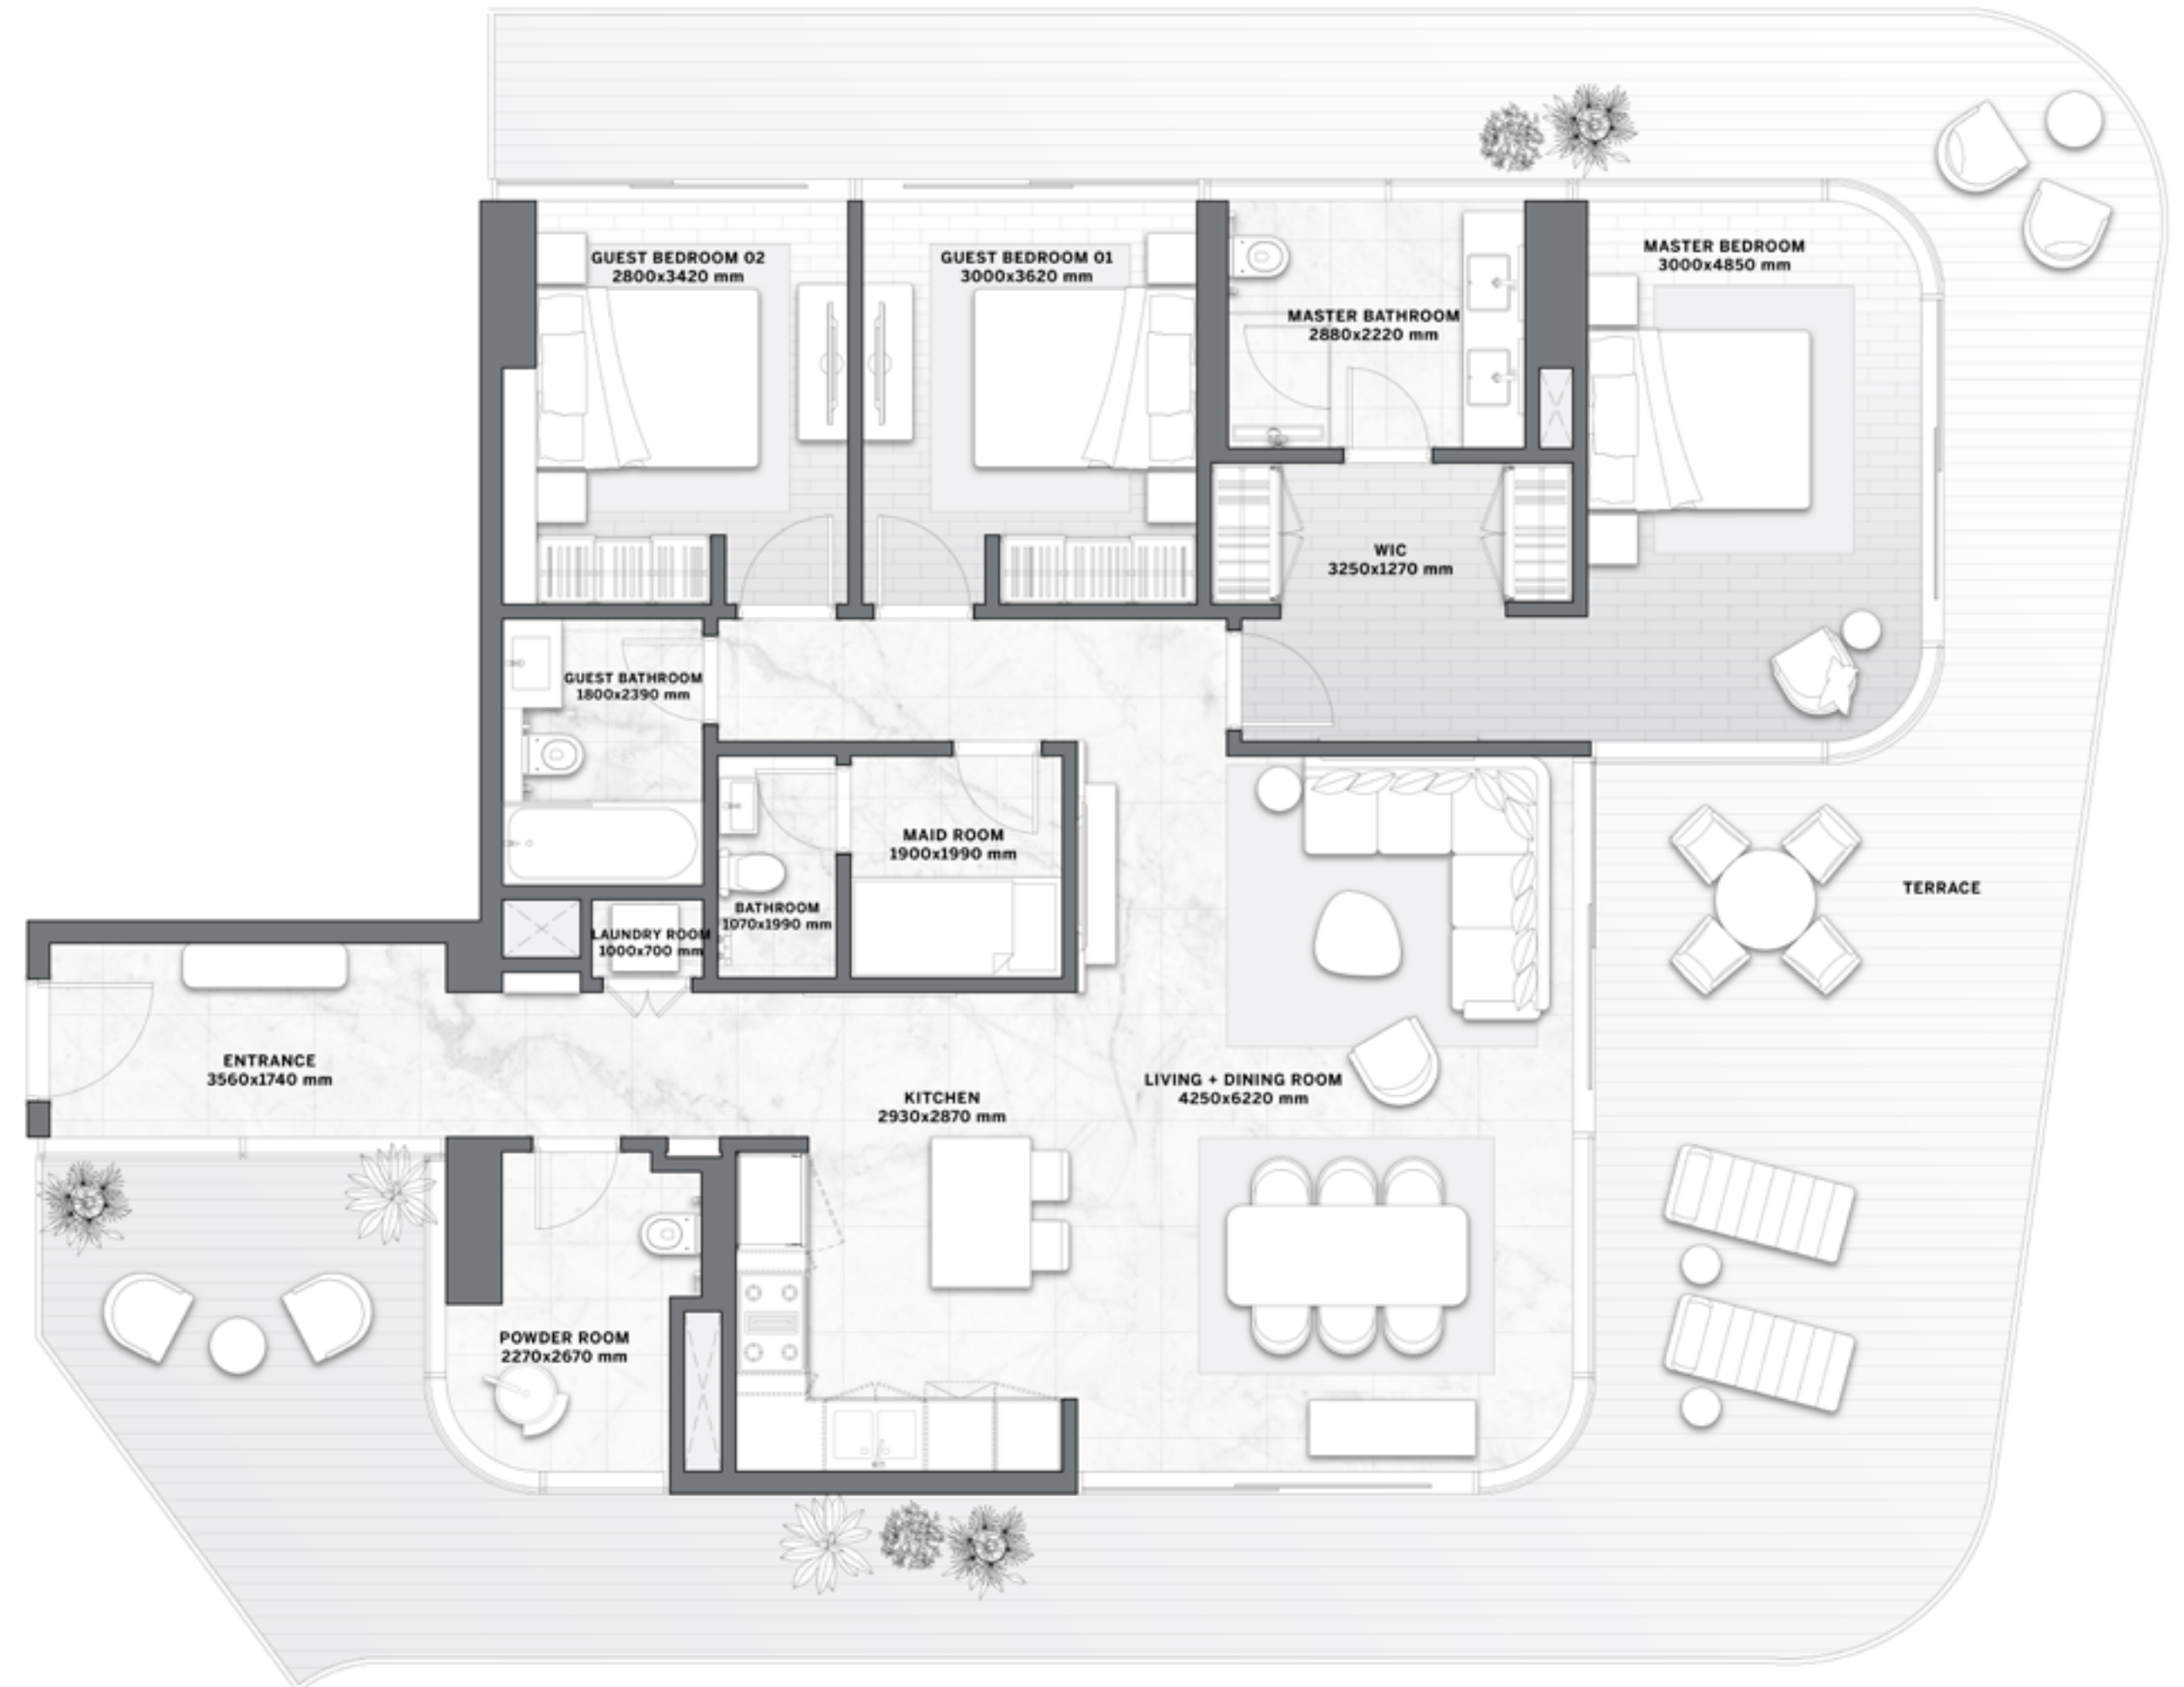 GUEST BEDROOM 02
2800x3420 mm
GUEST BEDROOM 01
3000x3620 mm
MASTER BATHROOM
2880x2220 mm
MASTER BEDROOM
3000x4850 mm
WIC
3250x1270 mm
GUEST BATHROOM
1800x2390 mm
MAID ROOM
1900x1990 mm
BATHROOM
1070x1990 mm
LAUNDRY ROOM
1000x700 mm
TERRACE
ENTRANCE
3560x1740 mm
KITCHEN
2930x2870 mm
LIVING + DINING ROOM
4250x6220 mm
POWDER ROOM
2270x2670 mm